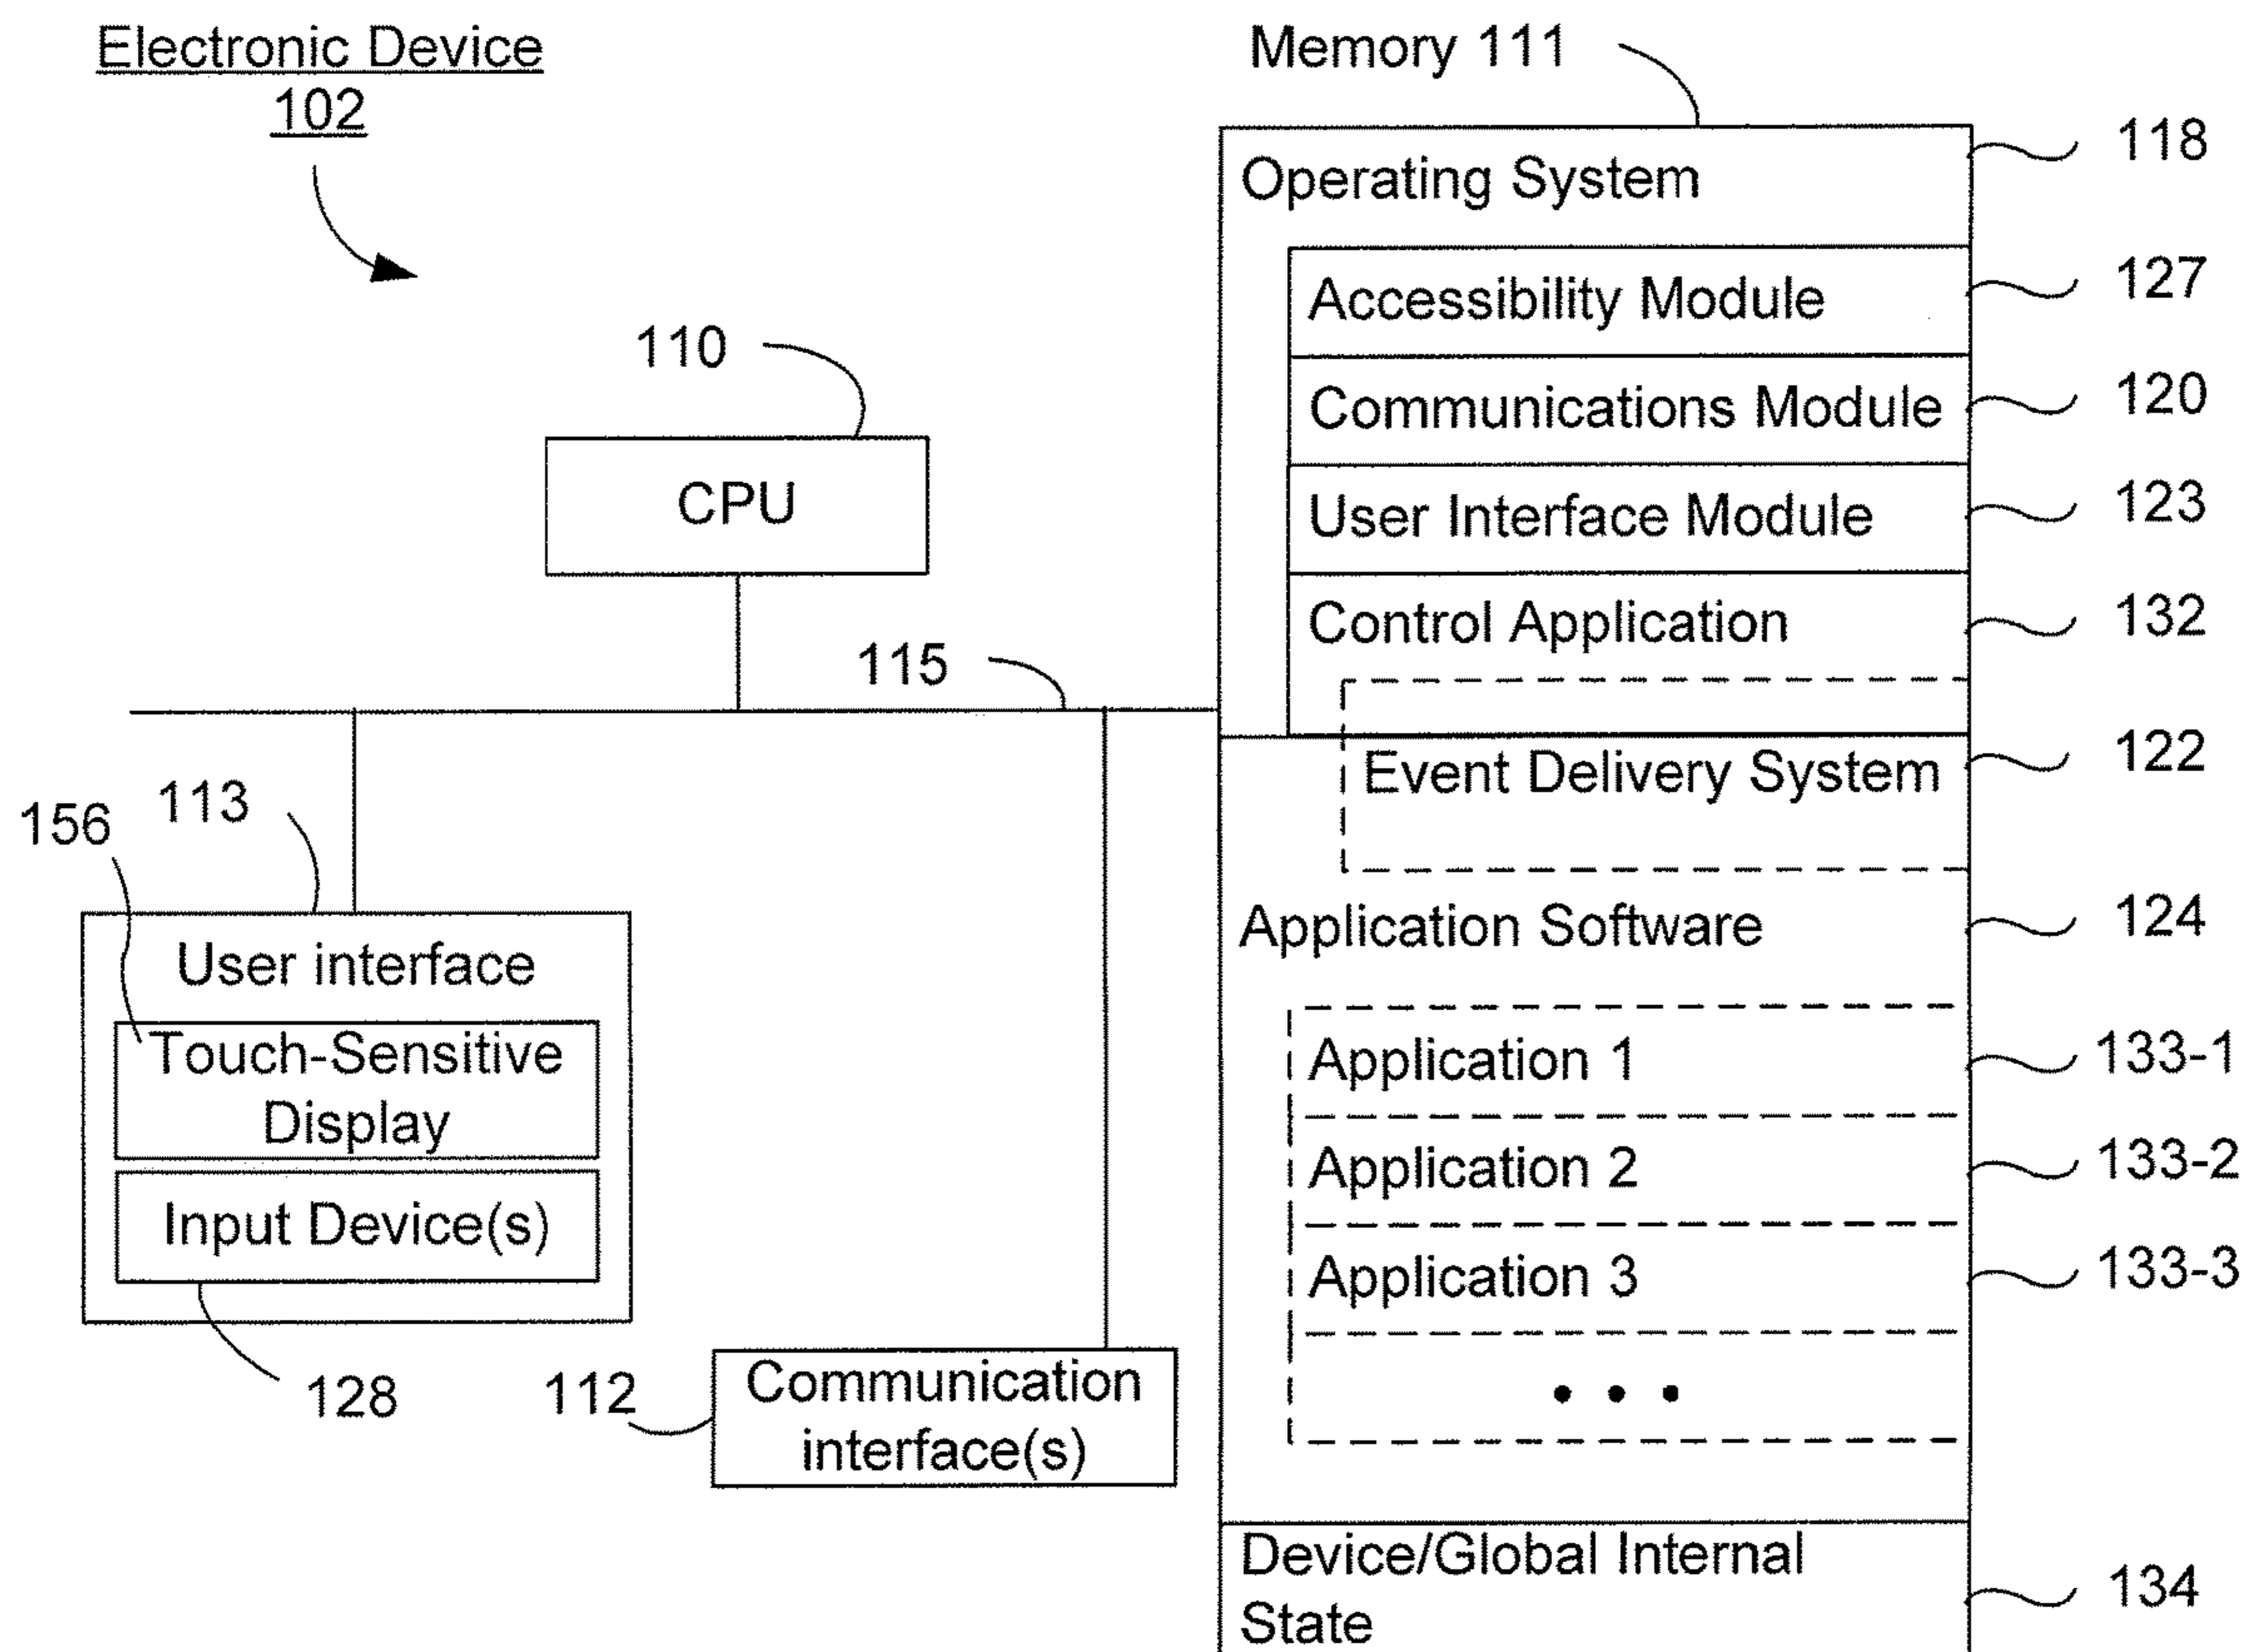 Electronic Device
102
110
CPU
115
113
156
User interface
Touch-Sensitive
Display
Input Device(s)
128
112
Communication
interface(s)
Memory 111
Operating System
118
Accessibility Module
127
Communications Module
120
User Interface Module
123
Control Application
132
Event Delivery System
122
Application Software
124
Application 1
133-1
Application 2
133-2
Application 3
133-3
• • •
Device/Global Internal
State
134